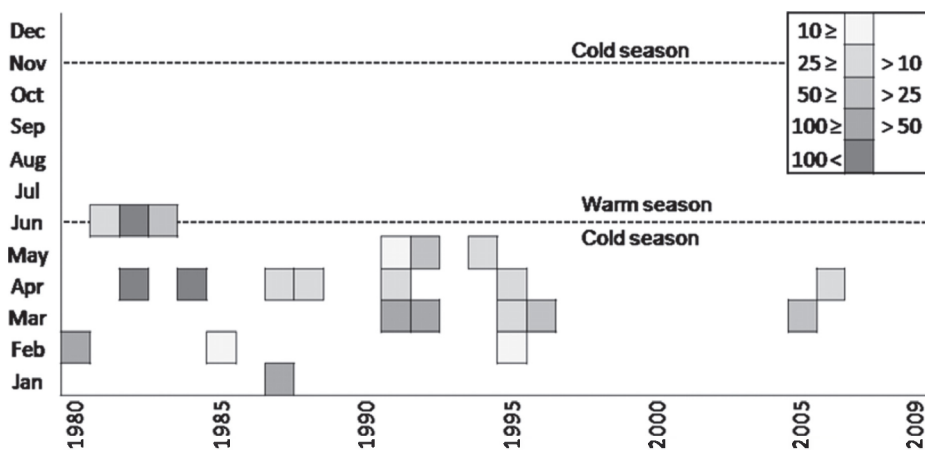 Dec
Nov
Oct
Sep
Aug
Jul
Jun
May
Apr
Mar
Feb
Jan
Cold season
Warm season
Cold season
10≥
25≥ >10
50≥ >25
100≥ >50
100<
1980 1985 1990 1995 2000 2005 2009